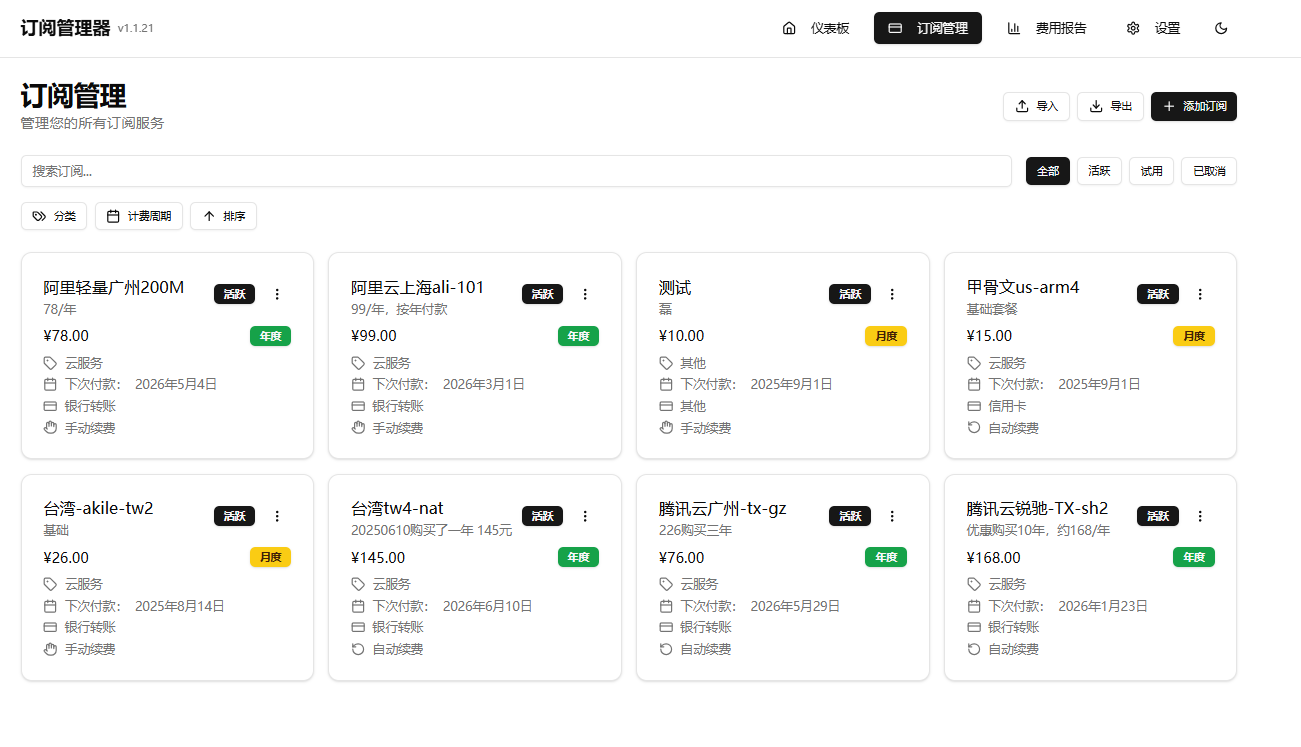 订阅管理器 v1.1.21
仪表板
订阅管理
费用报告
设置
订阅管理
管理您的所有订阅服务
导入
导出
添加订阅
搜索订阅...
全部
活跃
试用
已取消
分类
计费周期
排序
阿里轻量广州200M
活跃
78/年
¥78.00
年度
云服务
下次付款： 2026年5月4日
银行转账
手动续费
阿里云上海ali-101
活跃
99/年，按年付款
¥99.00
年度
云服务
下次付款： 2026年3月1日
银行转账
手动续费
测试
活跃
磊
¥10.00
月度
其他
下次付款： 2025年9月1日
其他
手动续费
甲骨文us-arm4
活跃
基础套餐
¥15.00
月度
云服务
下次付款： 2025年9月1日
信用卡
自动续费
台湾-akile-tw2
活跃
基础
¥26.00
月度
云服务
下次付款： 2025年8月14日
银行转账
手动续费
台湾tw4-nat
活跃
20250610购买了一年 145元
¥145.00
年度
云服务
下次付款： 2026年6月10日
银行转账
自动续费
腾讯云广州-tx-gz
活跃
226购买三年
¥76.00
年度
云服务
下次付款： 2026年5月29日
银行转账
自动续费
腾讯云锐驰-TX-sh2
活跃
优惠购买10年，约168/年
¥168.00
年度
云服务
下次付款： 2026年1月23日
银行转账
自动续费